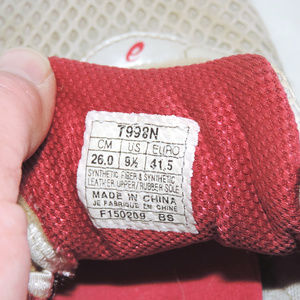 e
7998N
CM US EURO
26.0 9½ 41.5
SYNTHETIC FIBER & SYNTHETIC
LEATHER UPPER/RUBBER SOLE
MADE IN CHINA
JE FABRIQUE EN CHINE
F150209 BS